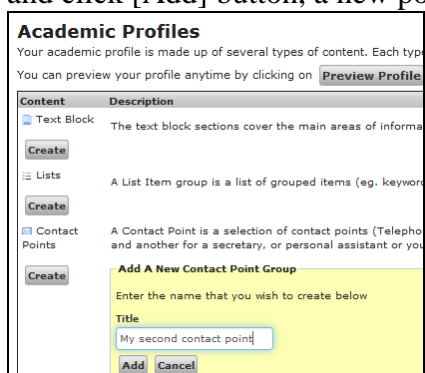 and click [Add] button, a new po
Academic Profiles
Your academic profile is made up of several types of content. Each type
You can preview your profile anytime by clicking on Preview Profile
Content Description
Text Block The text block sections cover the main areas of informa
Create
Lists
A List Item group is a list of grouped items (eg. keyword
Create
Contact Points A Contact Point is a selection of contact points (Telepho
and another for a secretary, or personal assistant or you
Create
Add A New Contact Point Group
Enter the name that you wish to create below
Title
My second contact point
Add Cancel